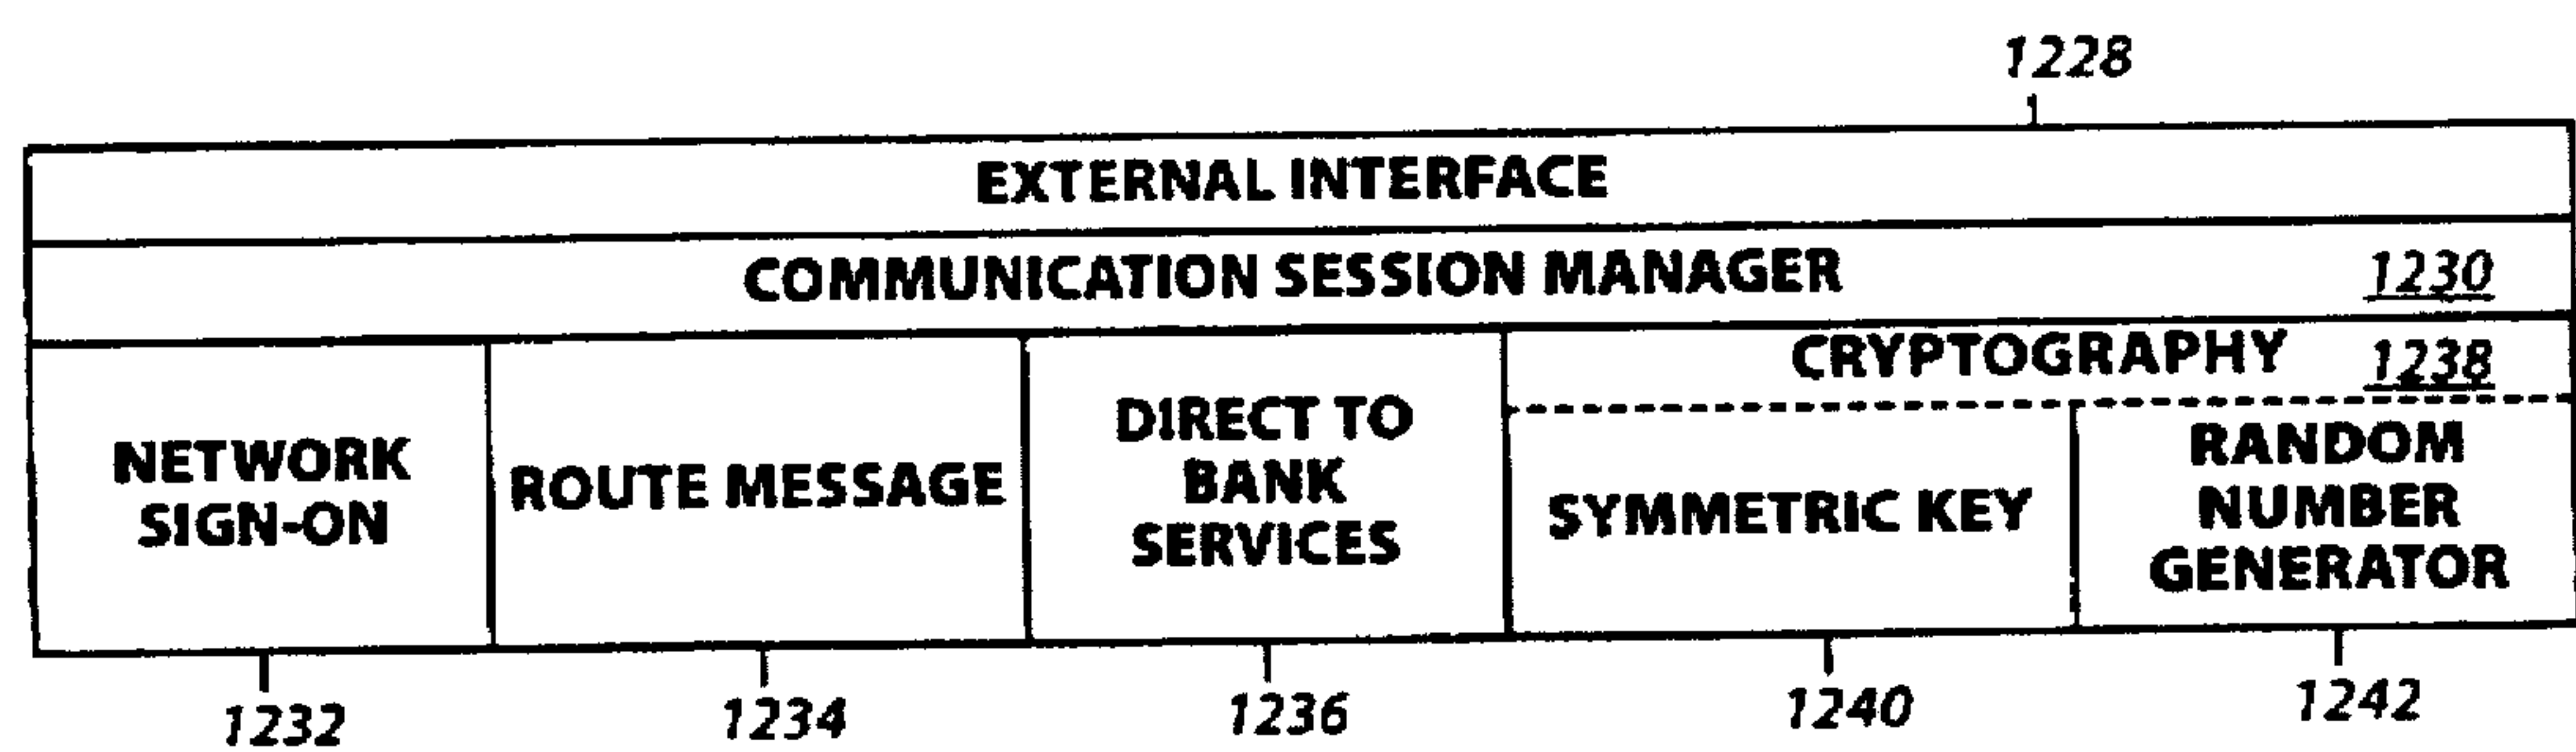 1228
EXTERNAL INTERFACE
COMMUNICATION SESSION MANAGER 1230
CRYPTOGRAPHY 1238
NETWORK
SIGN-ON
ROUTE MESSAGE
DIRECT TO
BANK
SERVICES
SYMMETRIC KEY
RANDOM
NUMBER
GENERATOR
1232
1234
1236
1240
1242